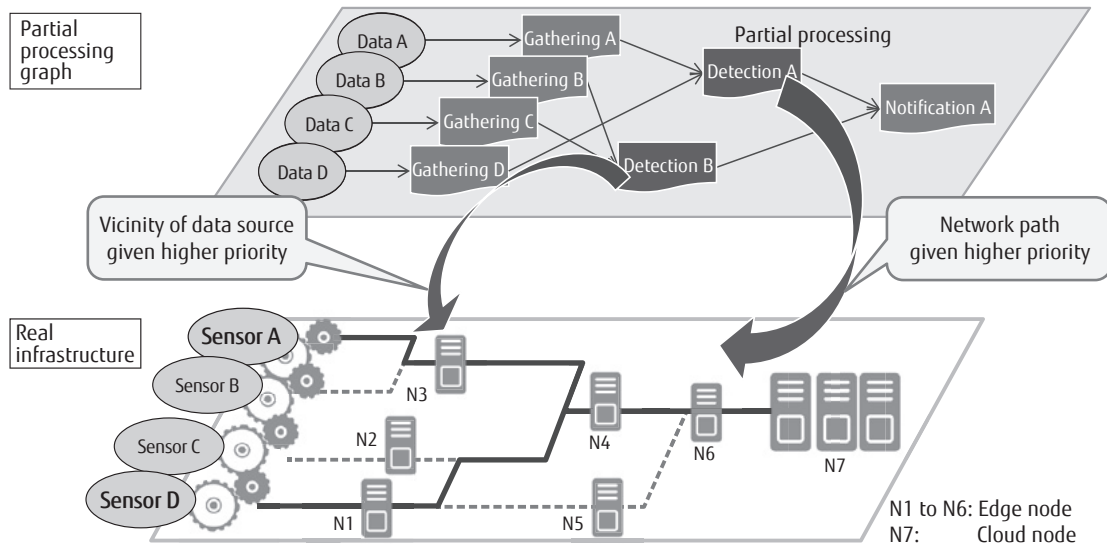 Partial
processing
graph
Data A
Data B
Data C
Data D
Gathering A
Gathering B
Gathering C
Gathering D
Partial processing
Detection A
Detection B
Notification A
Vicinity of data source
given higher priority
Network path
given higher priority
Real
infrastructure
Sensor A
Sensor B
Sensor C
Sensor D
N3
N2
N1
N4
N5
N6
N7
N1 to N6: Edge node
N7: Cloud node